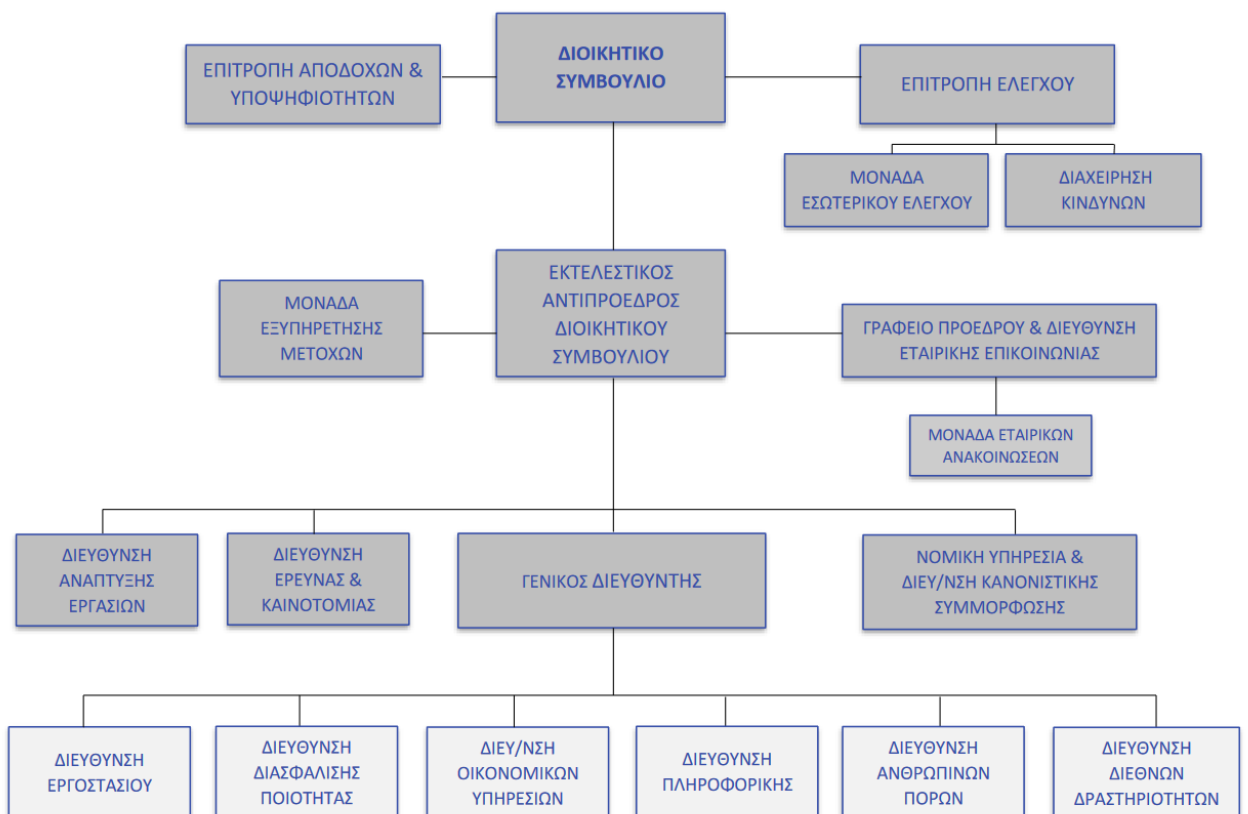 ΔΙΟΙΚΗΤΙΚΟ
ΣΥΜΒΟΥΛΙΟ
ΕΠΙΤΡΟΠΗ ΑΠΟΔΟΧΩΝ &
ΥΠΟΨΗΦΙΟΤΗΤΩΝ
ΕΠΙΤΡΟΠΗ ΕΛΕΓΧΟΥ
ΜΟΝΑΔΑ
ΕΣΩΤΕΡΙΚΟΥ ΕΛΕΓΧΟΥ
ΔΙΑΧΕΙΡΗΣΗ
ΚΙΝΔΥΝΩΝ
ΜΟΝΑΔΑ
ΕΞΥΠΗΡΕΤΗΣΗΣ
ΜΕΤΟΧΩΝ
ΕΚΤΕΛΕΣΤΙΚΟΣ
ΑΝΤΙΠΡΟΕΔΡΟΣ
ΔΙΟΙΚΗΤΙΚΟΥ
ΣΥΜΒΟΥΛΙΟΥ
ΓΡΑΦΕΙΟ ΠΡΟΕΔΡΟΥ & ΔΙΕΥΘΥΝΣΗ
ΕΤΑΙΡΙΚΗΣ ΕΠΙΚΟΙΝΩΝΙΑΣ
ΜΟΝΑΔΑ ΕΤΑΙΡΙΚΩΝ
ΑΝΑΚΟΙΝΩΣΕΩΝ
ΔΙΕΥΘΥΝΣΗ
ΑΝΑΠΤΥΞΗΣ
ΕΡΓΑΣΙΩΝ
ΔΙΕΥΘΥΝΣΗ
ΕΡΕΥΝΑΣ &
ΚΑΙΝΟΤΟΜΙΑΣ
ΓΕΝΙΚΟΣ ΔΙΕΥΘΥΝΤΗΣ
ΝΟΜΙΚΗ ΥΠΗΡΕΣΙΑ &
ΔΙΕΥ/ΝΣΗ ΚΑΝΟΝΙΣΤΙΚΗΣ
ΣΥΜΜΟΡΦΩΣΗΣ
ΔΙΕΥΘΥΝΣΗ
ΕΡΓΟΣΤΑΣΙΟΥ
ΔΙΕΥΘΥΝΣΗ
ΔΙΑΣΦΑΛΙΣΗΣ
ΠΟΙΟΤΗΤΑΣ
ΔΙΕΥ/ΝΣΗ
ΟΙΚΟΝΟΜΙΚΩΝ
ΥΠΗΡΕΣΙΩΝ
ΔΙΕΥΘΥΝΣΗ
ΠΛΗΡΟΦΟΡΙΚΗΣ
ΔΙΕΥΘΥΝΣΗ
ΑΝΘΡΩΠΙΝΩΝ
ΠΟΡΩΝ
ΔΙΕΥΘΥΝΣΗ
ΔΙΕΘΝΩΝ
ΔΡΑΣΤΗΡΙΟΤΗΤΩΝ